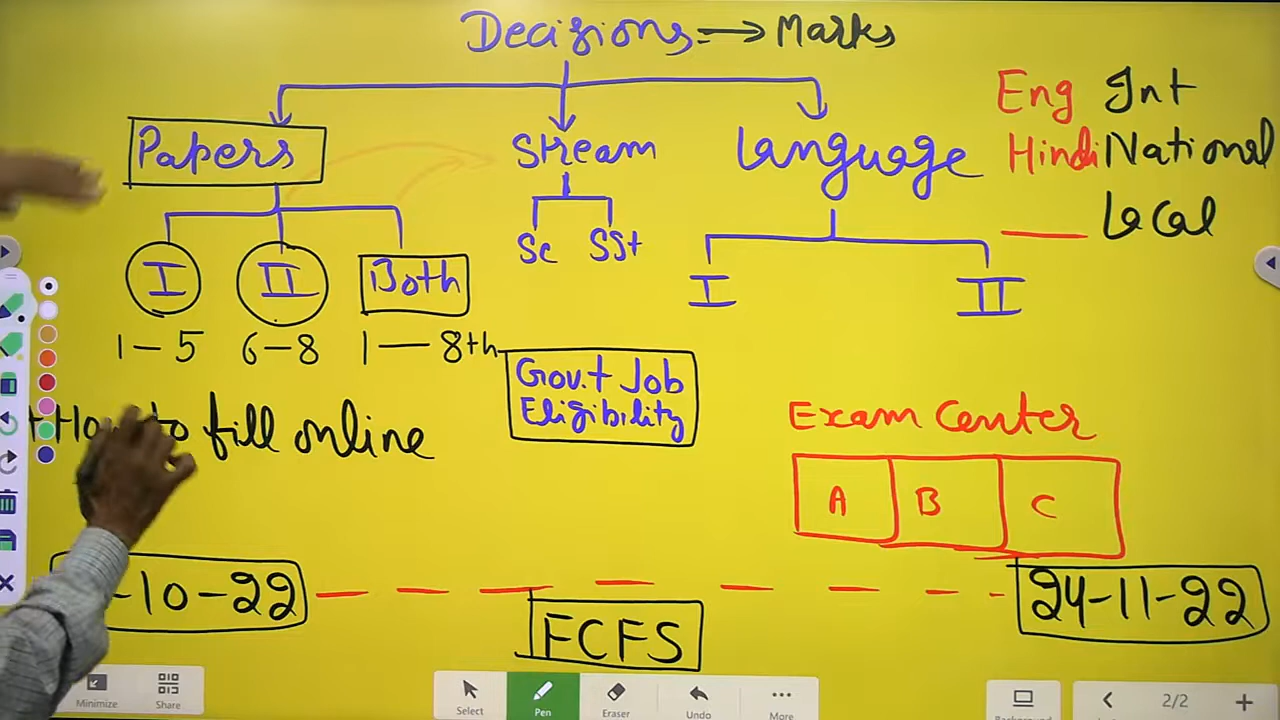 Decisions → Marks
Papers
Stream
Language
Eng Int
Hindi National
Local
Sc SSt
I II Both
I II
1 – 5 6 – 8 1 — 8th
Govt Job
Eligibility
to fill online
Exam Center
A B C
-10-22
24-11-22
FCFS
Minimize Share Select Pen Eraser Undo More 2/2